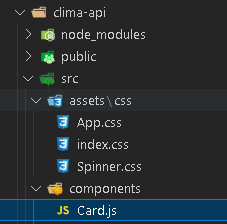 clima-api
node_modules
public
src
assets\css
App.css
index.css
Spinner.css
components
JS Card.js